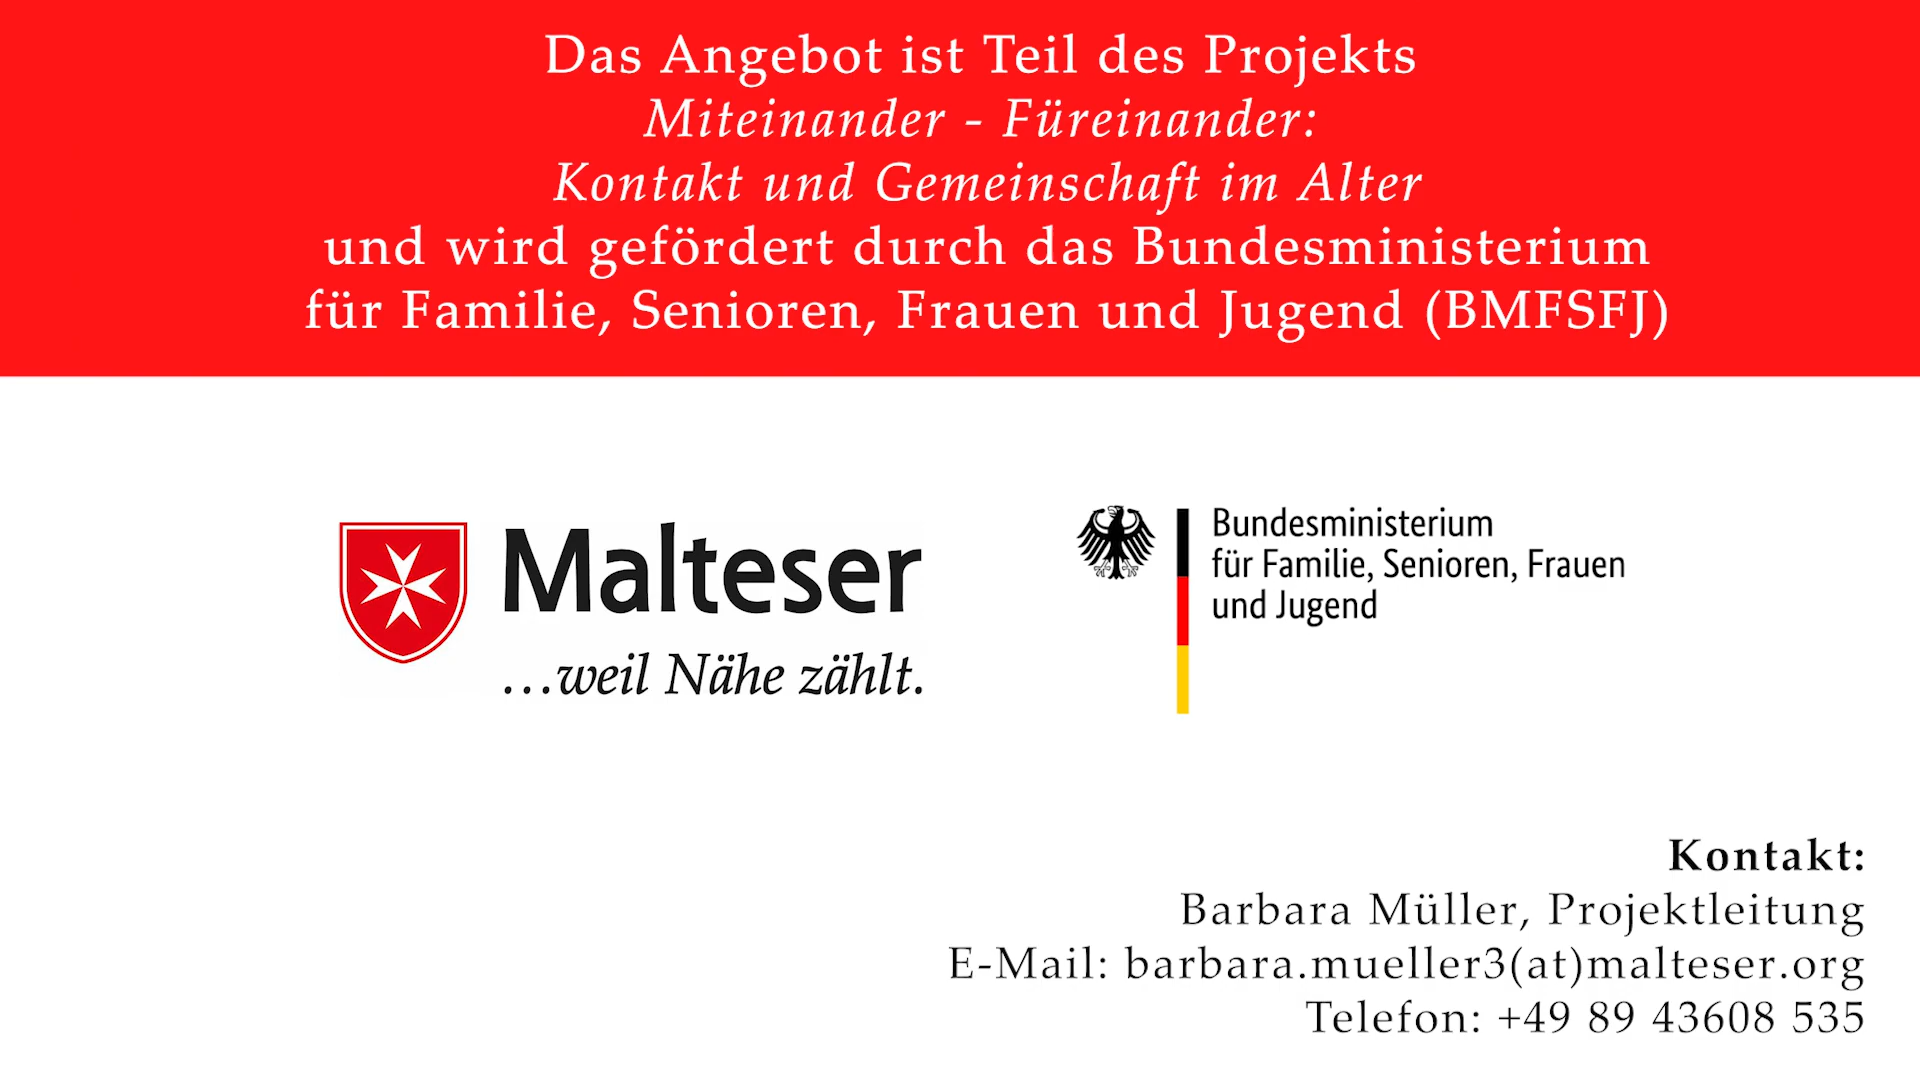 Das Angebot ist Teil des Projekts
Miteinander - Füreinander:
Kontakt und Gemeinschaft im Alter
und wird gefördert durch das Bundesministerium
für Familie, Senioren, Frauen und Jugend (BMFSFJ)
Malteser
...weil Nähe zählt.
Bundesministerium
für Familie, Senioren, Frauen
und Jugend
Kontakt:
Barbara Müller, Projektleitung
E-Mail: barbara.mueller3(at)malteser.org
Telefon: +49 89 43608 535